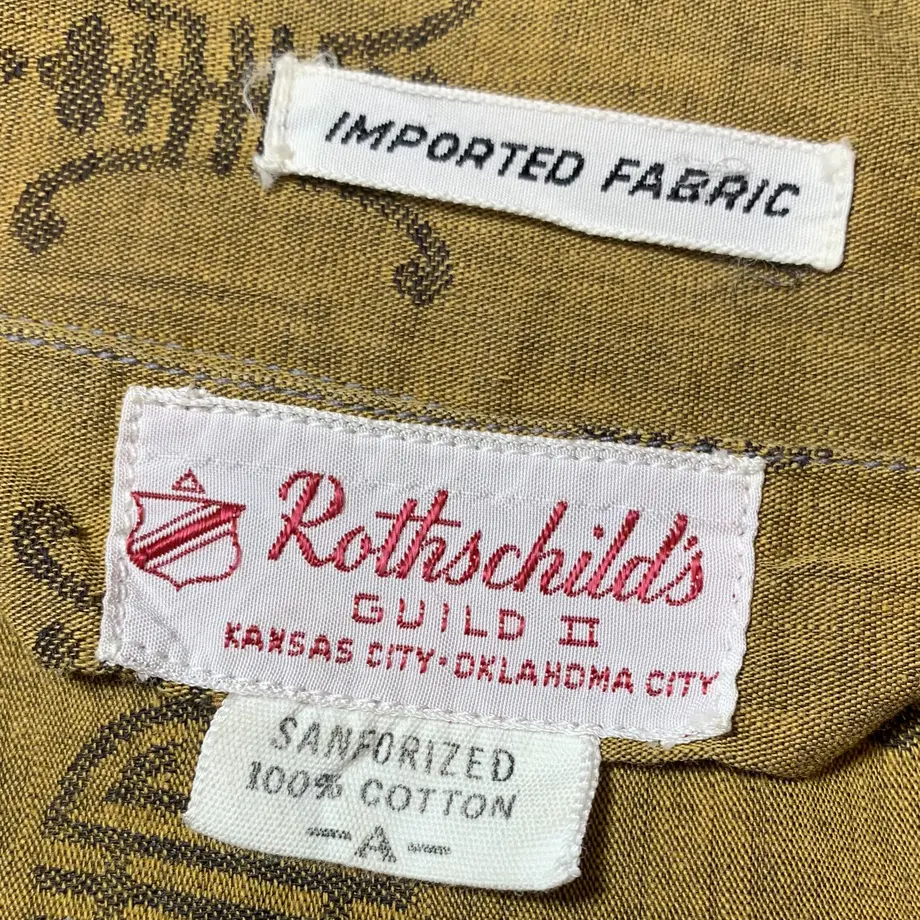 IMPORTED FABRIC
Rothschild's
GUILD II
KANSAS CITY·OKLAHOMA CITY
SANFORIZED
100% COTTON
—A—